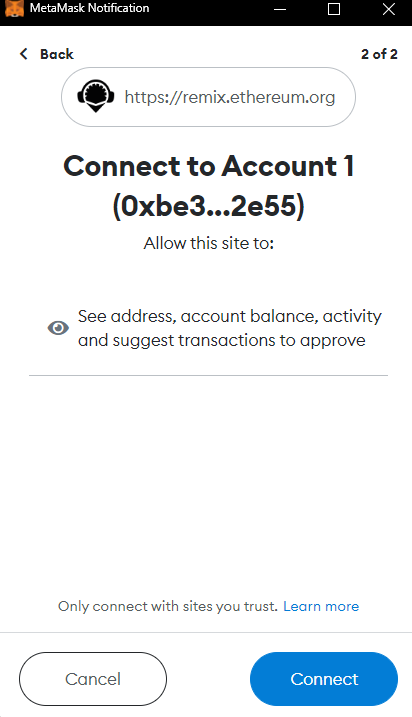 MetaMask Notification
Back
2 of 2
https://remix.ethereum.org
Connect to Account 1
(0xbe3...2e55)
Allow this site to:
See address, account balance, activity
and suggest transactions to approve
Only connect with sites you trust. Learn more
Cancel
Connect